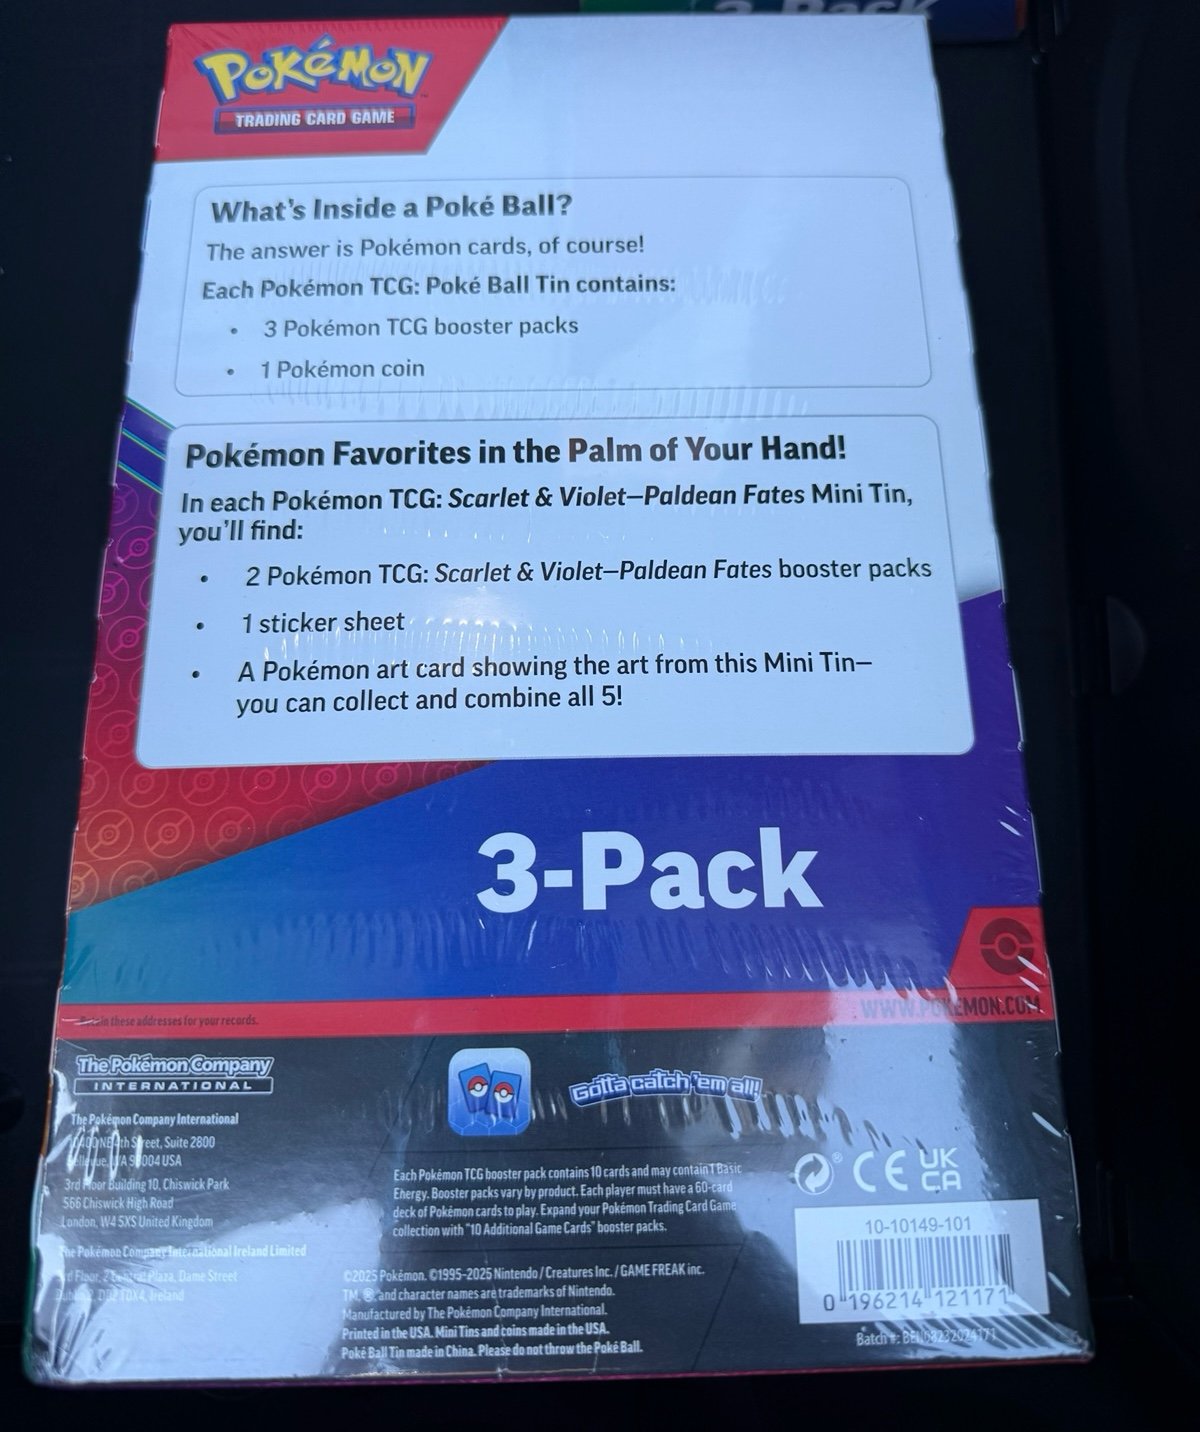 3-Pack
POKéMON
TRADING CARD GAME
What's Inside a Poké Ball?
The answer is Pokémon cards, of course!
Each Pokémon TCG: Poké Ball Tin contains:
• 3 Pokémon TCG booster packs
• 1 Pokémon coin
Pokémon Favorites in the Palm of Your Hand!
In each Pokémon TCG: Scarlet & Violet—Paldean Fates Mini Tin,
you'll find:
• 2 Pokémon TCG: Scarlet & Violet—Paldean Fates booster packs
• 1 sticker sheet
• A Pokémon art card showing the art from this Mini Tin—
you can collect and combine all 5!
3-Pack
WWW.POKEMON.COM
Retain these addresses for your records.
The Pokémon Company
INTERNATIONAL
Gotta catch 'em all!
The Pokémon Company International
Street, Suite 2800
USA
3rd Floor Building 10, Chiswick Park
566 Chiswick High Road
London, W4 5XS United Kingdom
The Pokémon Company International Ireland Limited
Plaza, Dame Street
Ireland
Each Pokémon TCG booster pack contains 10 cards and may contain 1 Basic
Energy. Booster packs vary by product. Each player must have a 60-card
deck of Pokémon cards to play. Expand your Pokémon Trading Card Game
collection with "10 Additional Game Cards" booster packs.
©2025 Pokémon. ©1995–2025 Nintendo / Creatures Inc. / GAME FREAK inc.
TM, ® and character names are trademarks of Nintendo.
Manufactured by The Pokémon Company International.
Printed in the USA. Mini Tins and coins made in the USA.
Poké Ball Tin made in China. Please do not throw the Poké Ball.
® CE UK
CA
10-10149-101
0 196214 121171
Batch #: